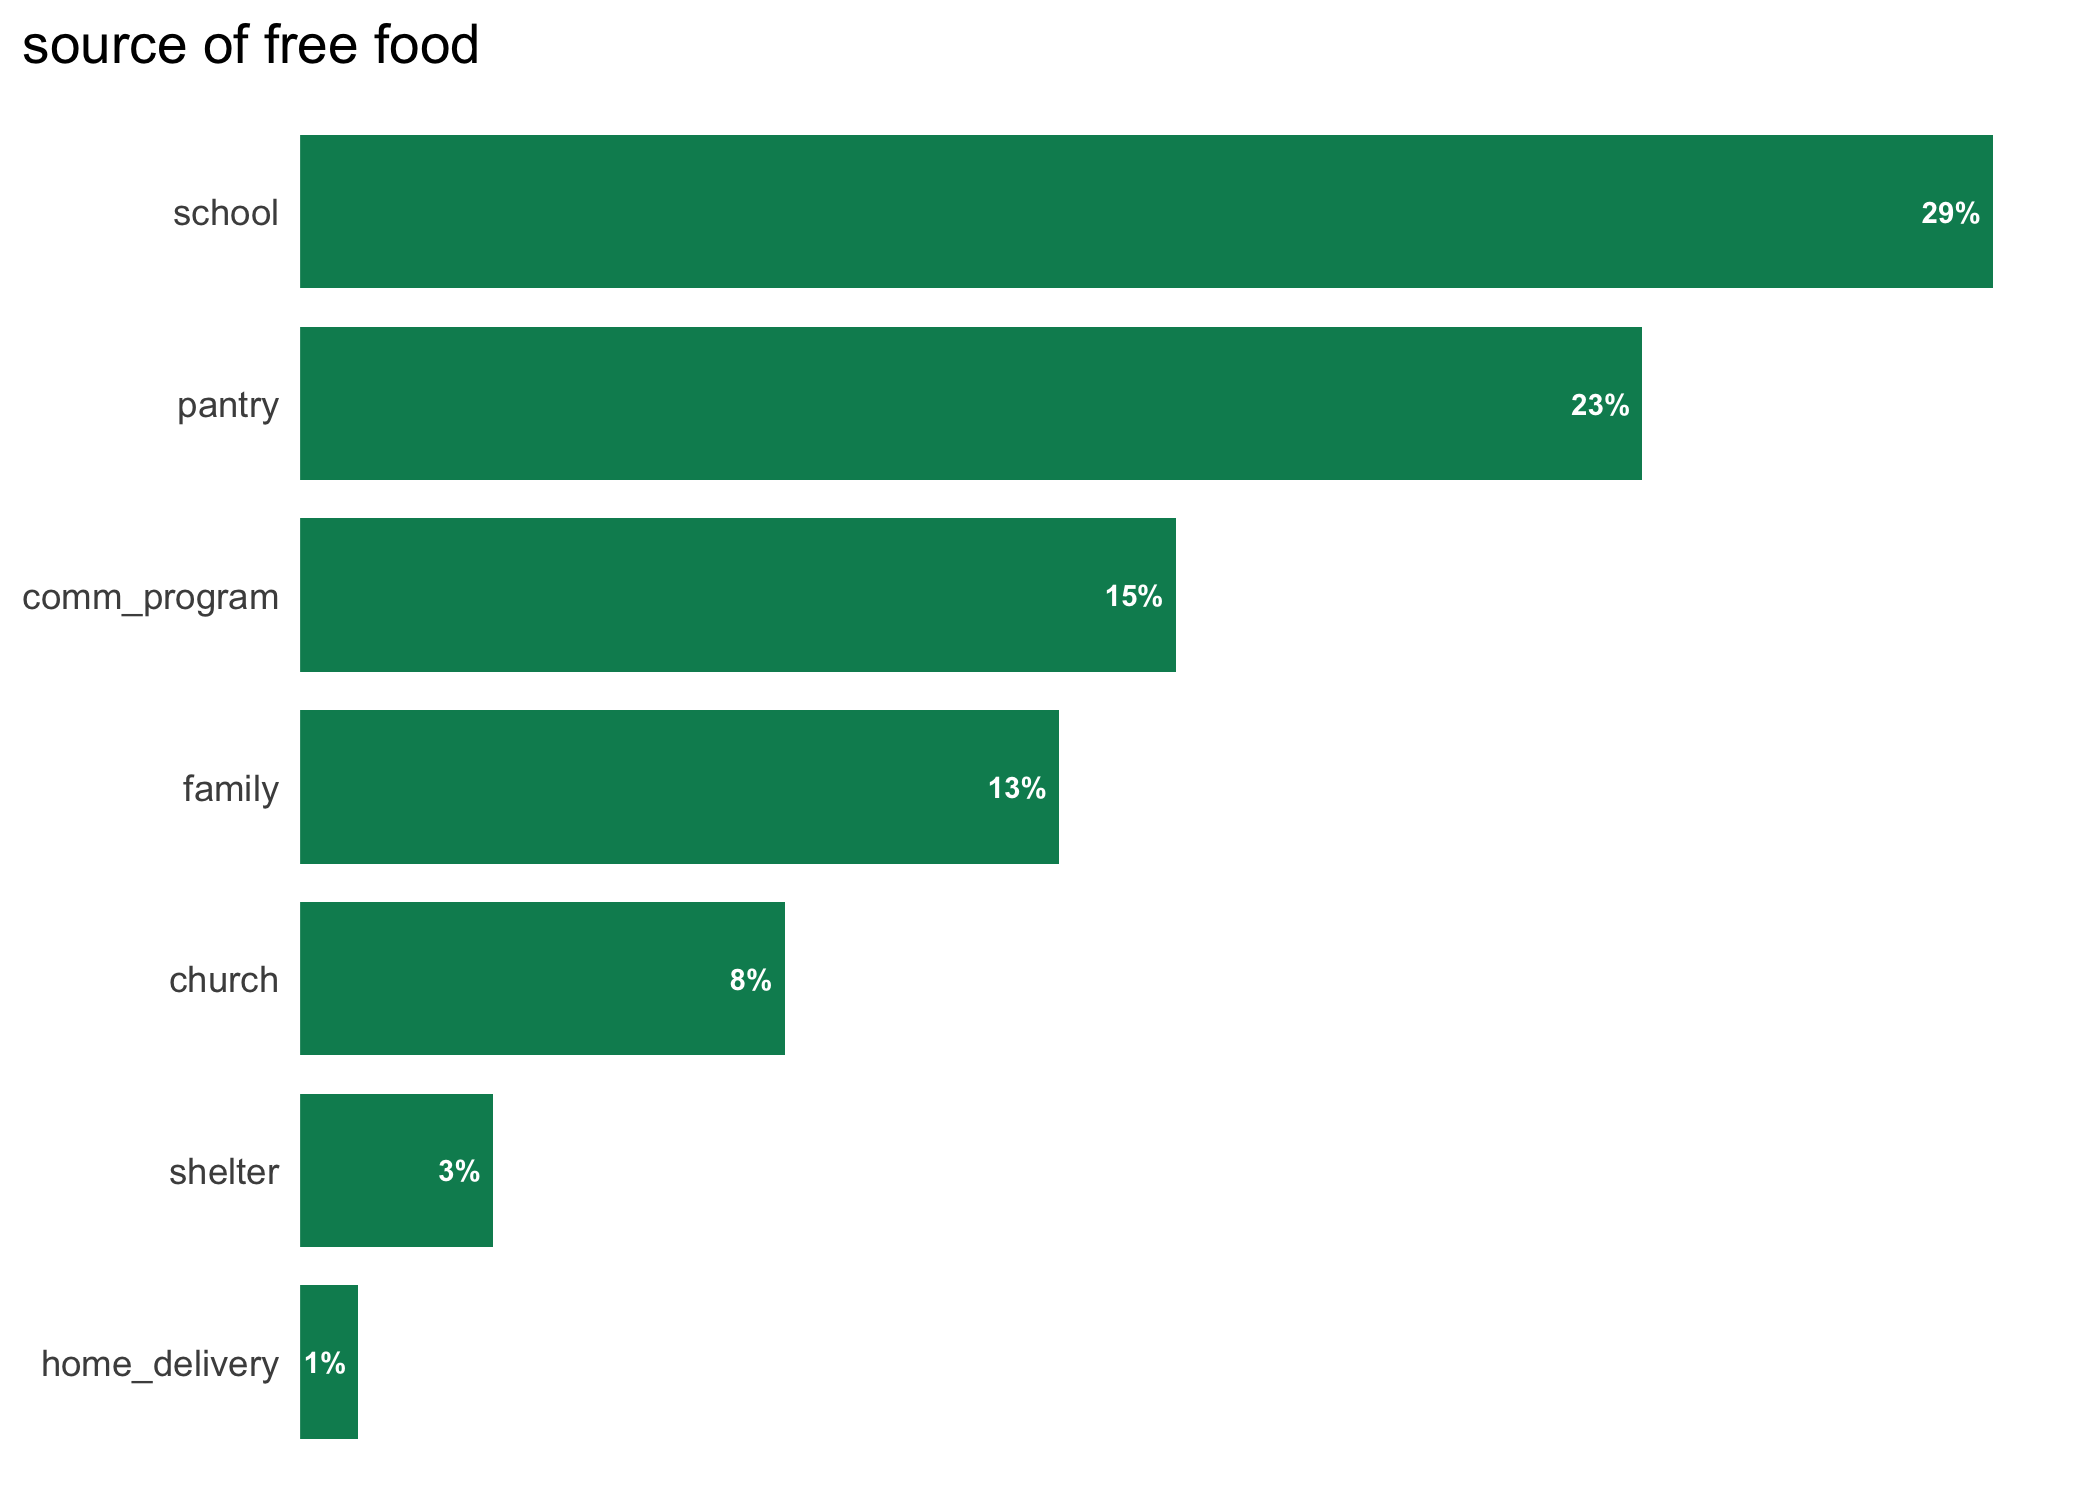 source of free food
school
29%
pantry
23%
comm_program
15%
family
13%
church
8%
shelter
3%
home_delivery
1%